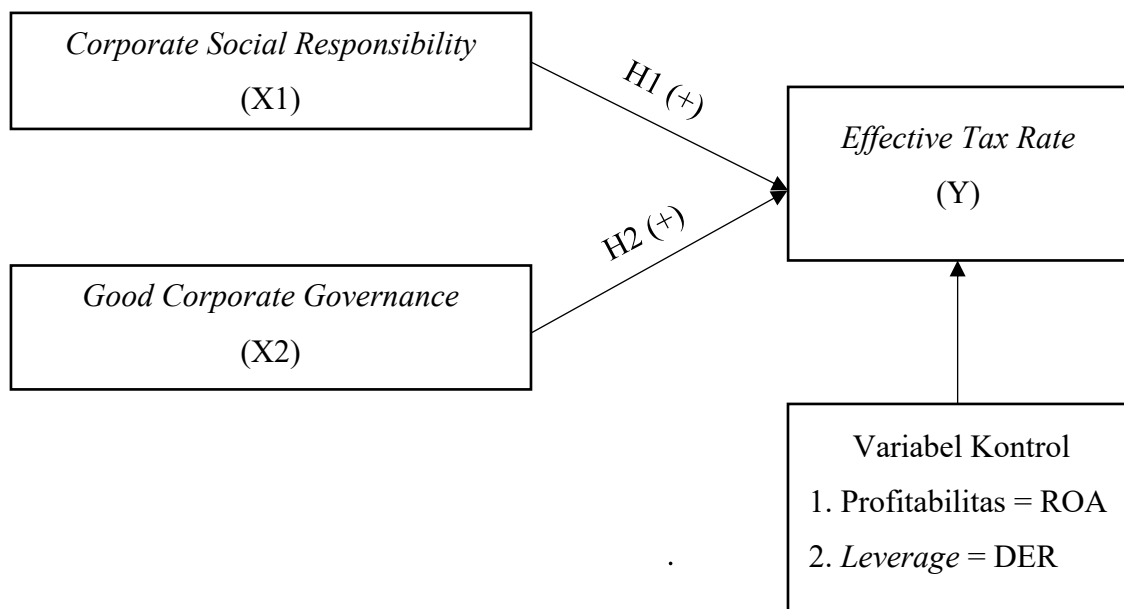 Corporate Social Responsibility
(X1)
H1 (+)
Effective Tax Rate
(Y)
H2 (+)
Good Corporate Governance
(X2)
Variabel Kontrol
1. Profitabilitas = ROA
2. Leverage = DER
.